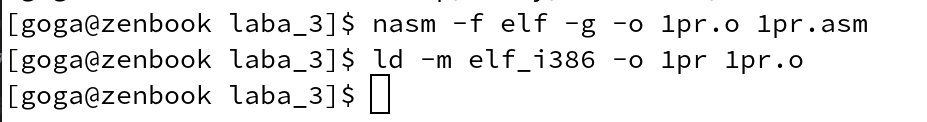 [goga@zenbook laba_3]$ nasm -f elf -g -o 1pr.o 1pr.asm
[goga@zenbook laba_3]$ ld -m elf_i386 -o 1pr 1pr.o
[goga@zenbook laba_3]$